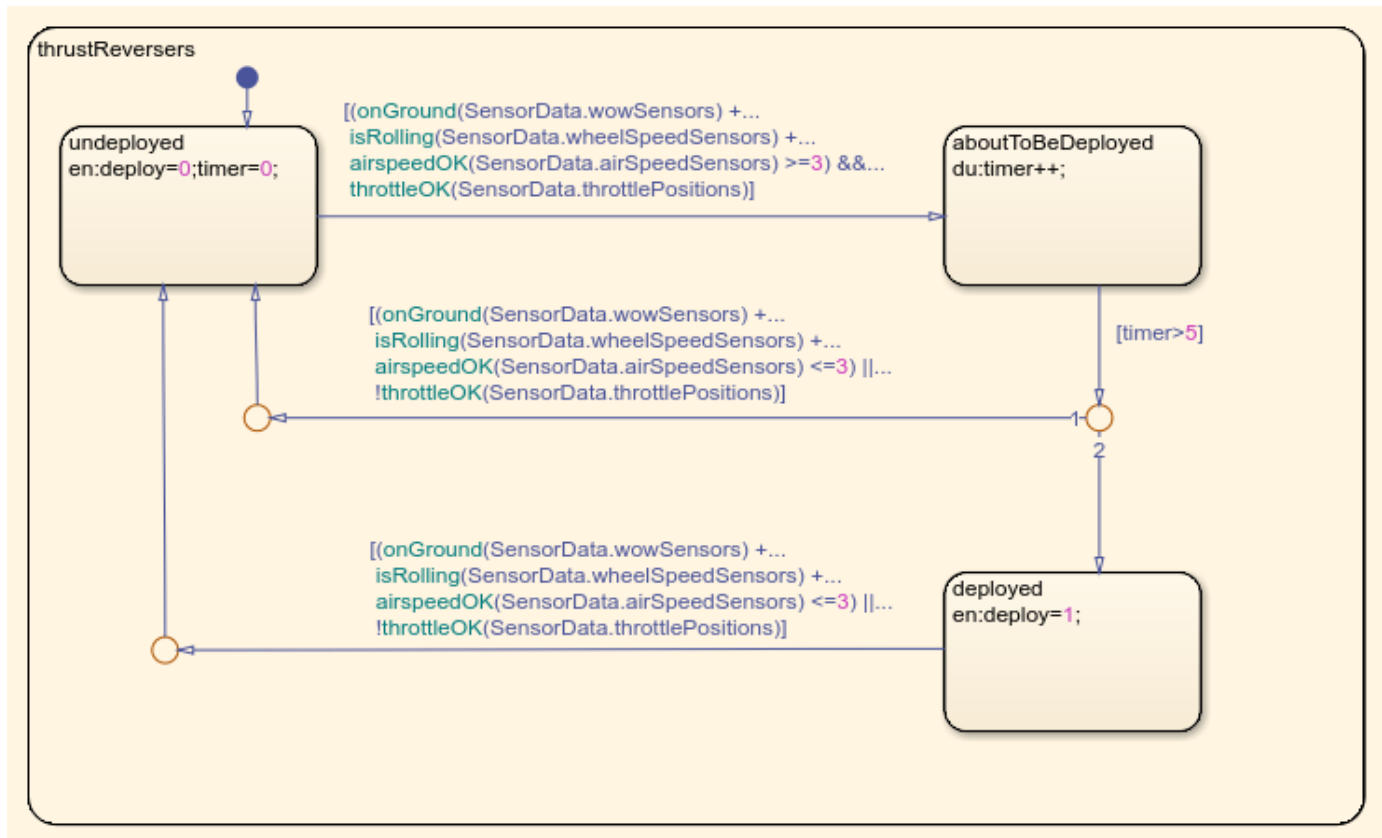 thrustReversers
undeployed
en:deploy=0;timer=0;
[(onGround(SensorData.wowSensors) +...
isRolling(SensorData.wheelSpeedSensors) +...
airspeedOK(SensorData.airSpeedSensors) >=3) &&...
throttleOK(SensorData.throttlePositions)]
aboutToBeDeployed
du:timer++;
[(onGround(SensorData.wowSensors) +...
isRolling(SensorData.wheelSpeedSensors) +...
airspeedOK(SensorData.airSpeedSensors) <=3) ||...
!throttleOK(SensorData.throttlePositions)]
[timer>5]
1
2
[(onGround(SensorData.wowSensors) +...
isRolling(SensorData.wheelSpeedSensors) +...
airspeedOK(SensorData.airSpeedSensors) <=3) ||...
!throttleOK(SensorData.throttlePositions)]
deployed
en:deploy=1;